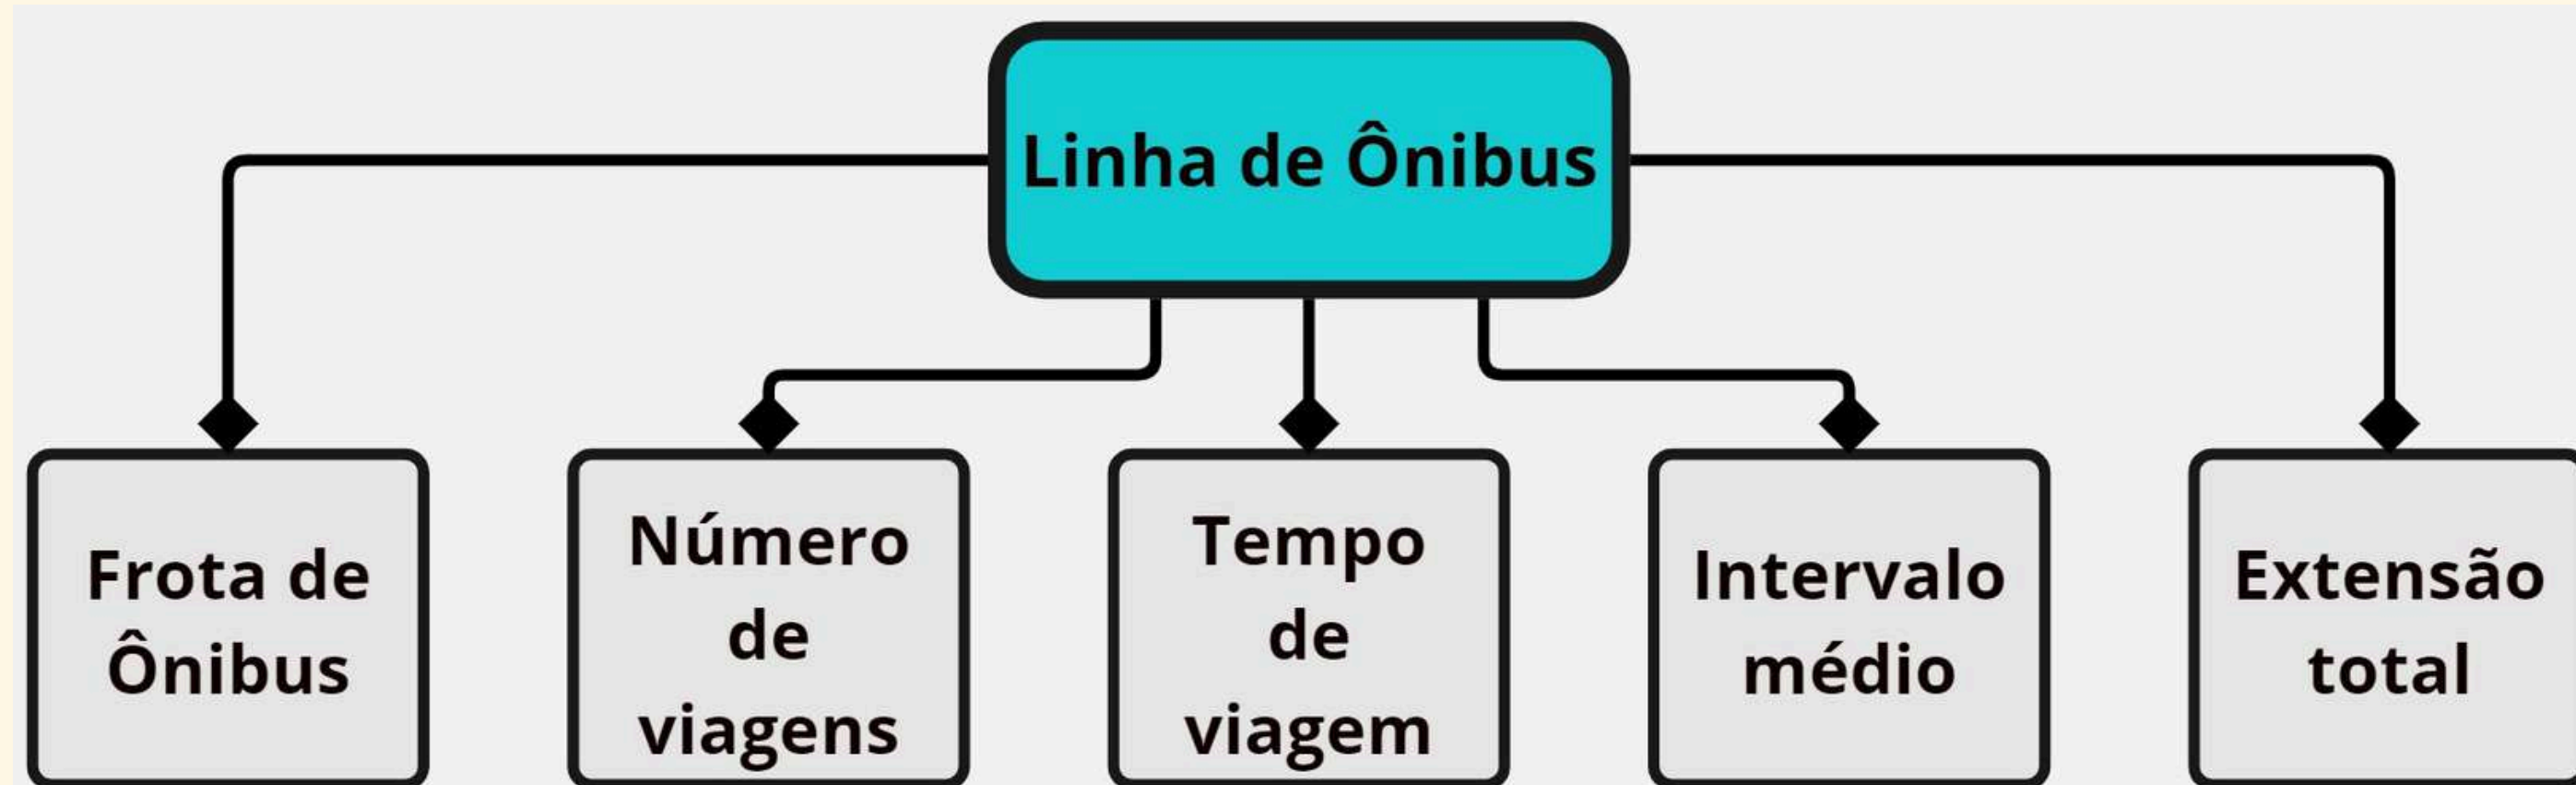 Linha de Ônibus
Frota de
Ônibus
Número
de
viagens
Tempo
de
viagem
Intervalo
médio
Extensão
total